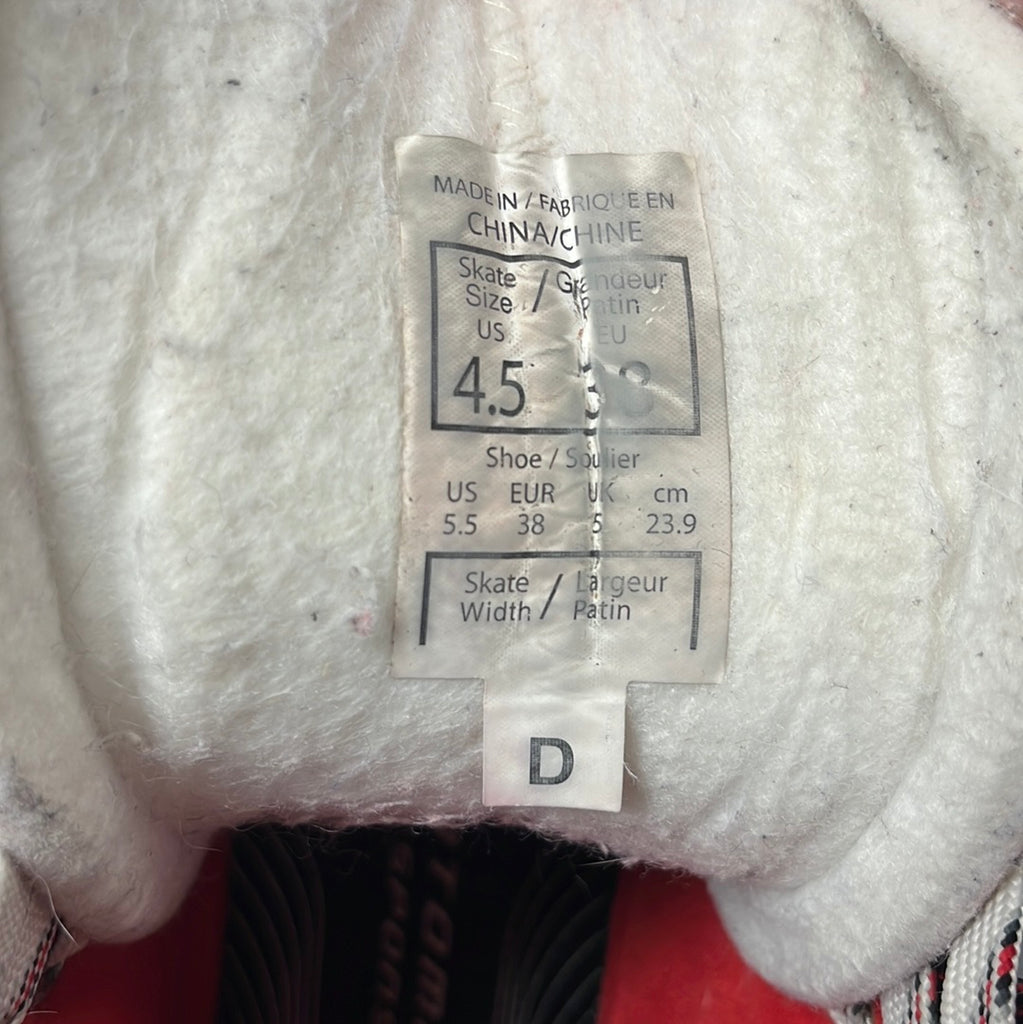 MADE IN / FABRIQUE EN
CHINA/CHINE
Skate / Grandeur
Size Patin
US EU
4.5 38
Shoe / Soulier
US EUR UK cm
5.5 38 5 23.9
Skate / Largeur
Width Patin
D